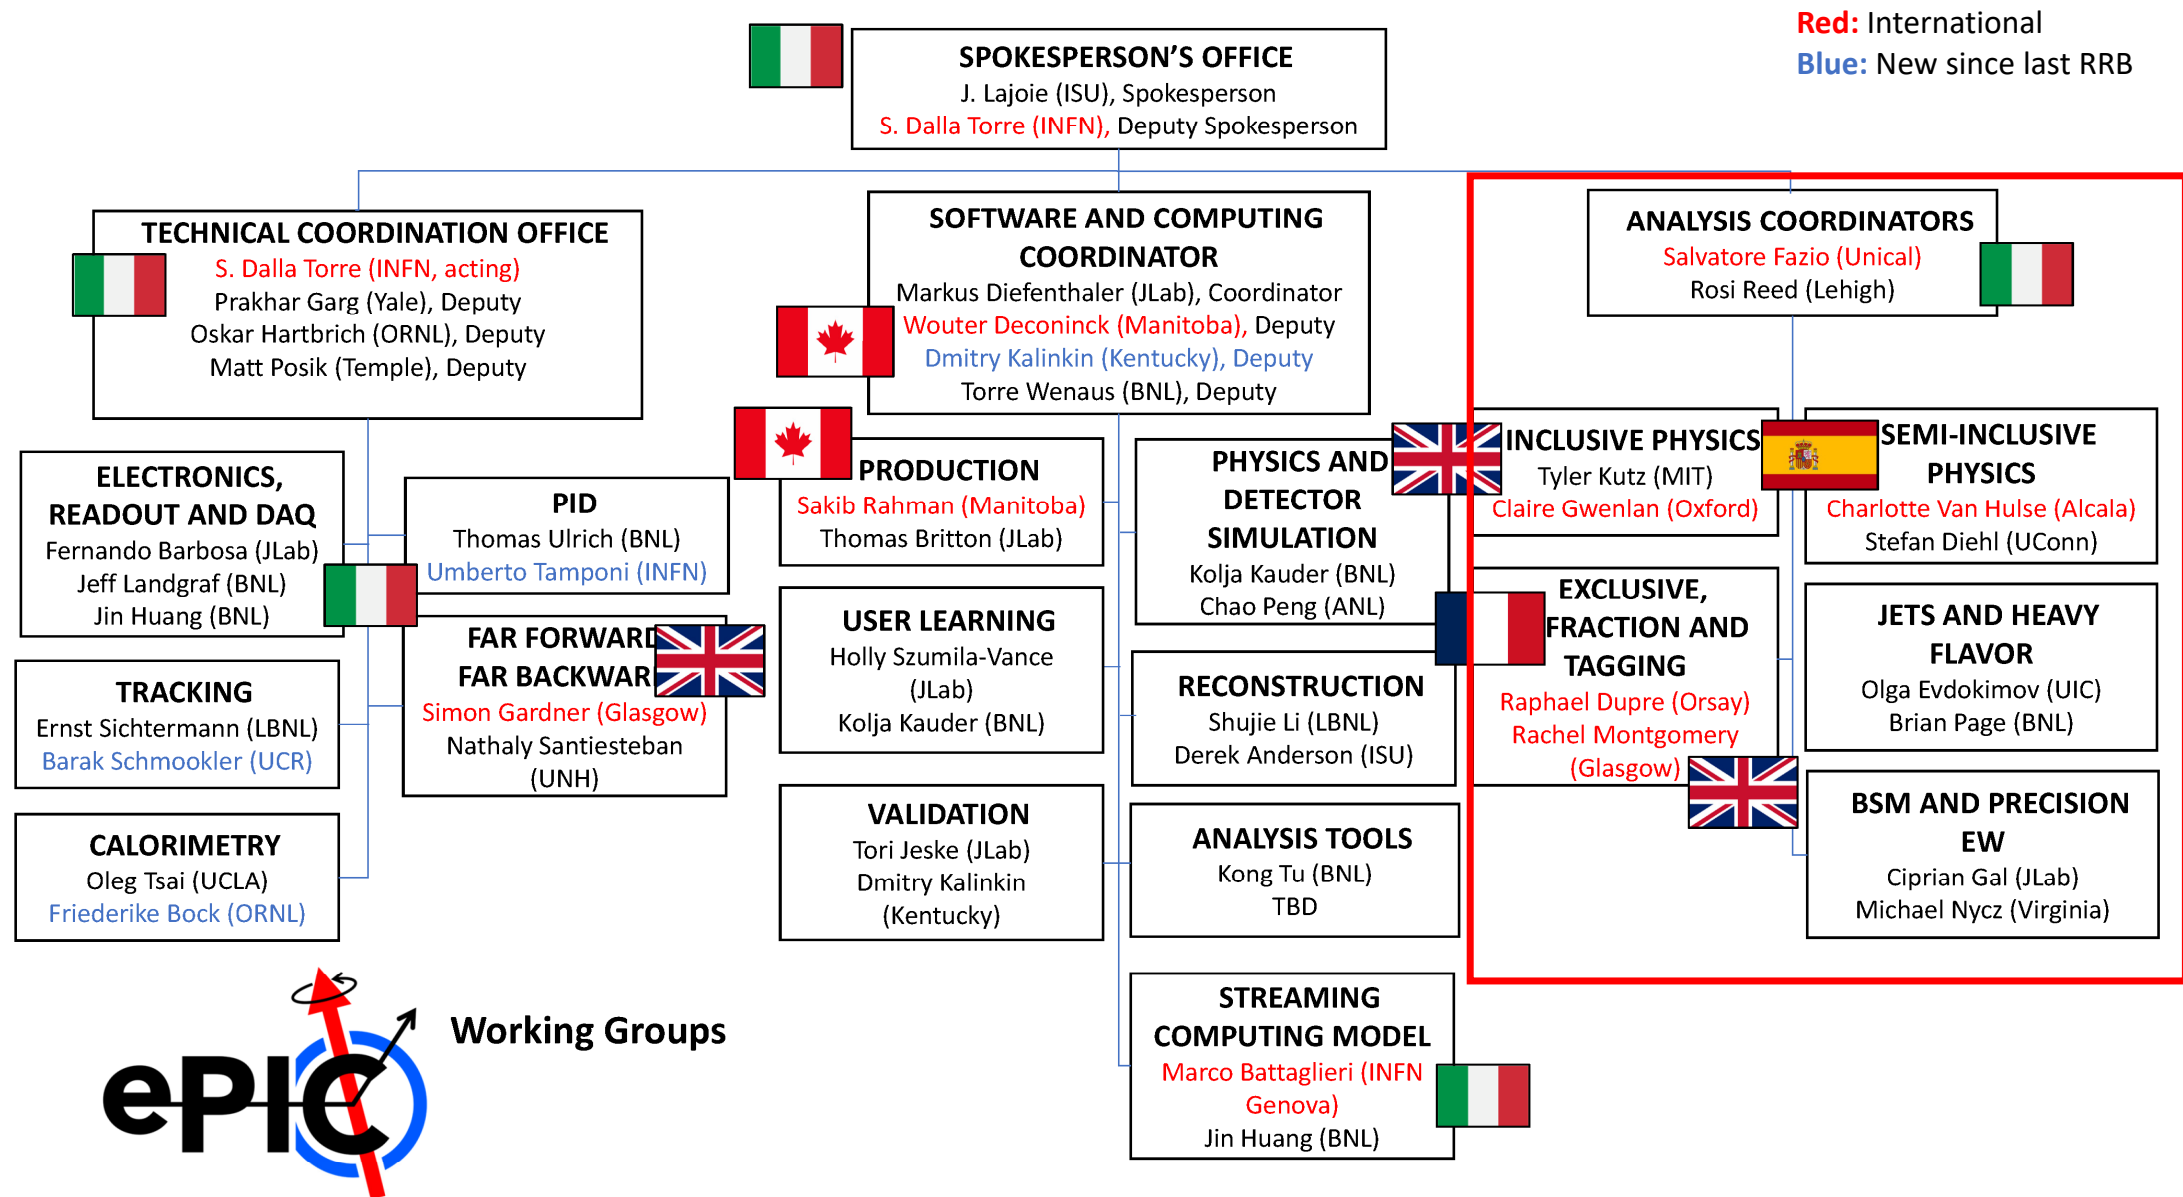 Red: International
Blue: New since last RRB
SPOKESPERSON'S OFFICE
J. Lajoie (ISU), Spokesperson
S. Dalla Torre (INFN), Deputy Spokesperson
TECHNICAL COORDINATION OFFICE
S. Dalla Torre (INFN, acting)
Prakhar Garg (Yale), Deputy
Oskar Hartbrich (ORNL), Deputy
Matt Posik (Temple), Deputy
ELECTRONICS,
READOUT AND DAQ
Fernando Barbosa (JLab)
Jeff Landgraf (BNL)
Jin Huang (BNL)
PID
Thomas Ulrich (BNL)
Umberto Tamponi (INFN)
TRACKING
Ernst Sichtermann (LBNL)
Barak Schmookler (UCR)
FAR FORWARD
FAR BACKWAR
Simon Gardner (Glasgow)
Nathaly Santiesteban
(UNH)
CALORIMETRY
Oleg Tsai (UCLA)
Friederike Bock (ORNL)
SOFTWARE AND COMPUTING
COORDINATOR
Markus Diefenthaler (JLab), Coordinator
Wouter Deconinck (Manitoba), Deputy
Dmitry Kalinkin (Kentucky), Deputy
Torre Wenaus (BNL), Deputy
PRODUCTION
Sakib Rahman (Manitoba)
Thomas Britton (JLab)
PHYSICS AND
DETECTOR
SIMULATION
Kolja Kauder (BNL)
Chao Peng (ANL)
USER LEARNING
Holly Szumila-Vance
(JLab)
Kolja Kauder (BNL)
RECONSTRUCTION
Shujie Li (LBNL)
Derek Anderson (ISU)
VALIDATION
Tori Jeske (JLab)
Dmitry Kalinkin
(Kentucky)
ANALYSIS TOOLS
Kong Tu (BNL)
TBD
STREAMING
COMPUTING MODEL
Marco Battaglieri (INFN
Genova)
Jin Huang (BNL)
ANALYSIS COORDINATORS
Salvatore Fazio (Unical)
Rosi Reed (Lehigh)
INCLUSIVE PHYSICS
Tyler Kutz (MIT)
Claire Gwenlan (Oxford)
SEMI-INCLUSIVE
PHYSICS
Charlotte Van Hulse (Alcala)
Stefan Diehl (UConn)
EXCLUSIVE,
FRACTION AND
TAGGING
Raphael Dupre (Orsay)
Rachel Montgomery
(Glasgow)
JETS AND HEAVY
FLAVOR
Olga Evdokimov (UIC)
Brian Page (BNL)
BSM AND PRECISION
EW
Ciprian Gal (JLab)
Michael Nycz (Virginia)
ePIC
Working Groups